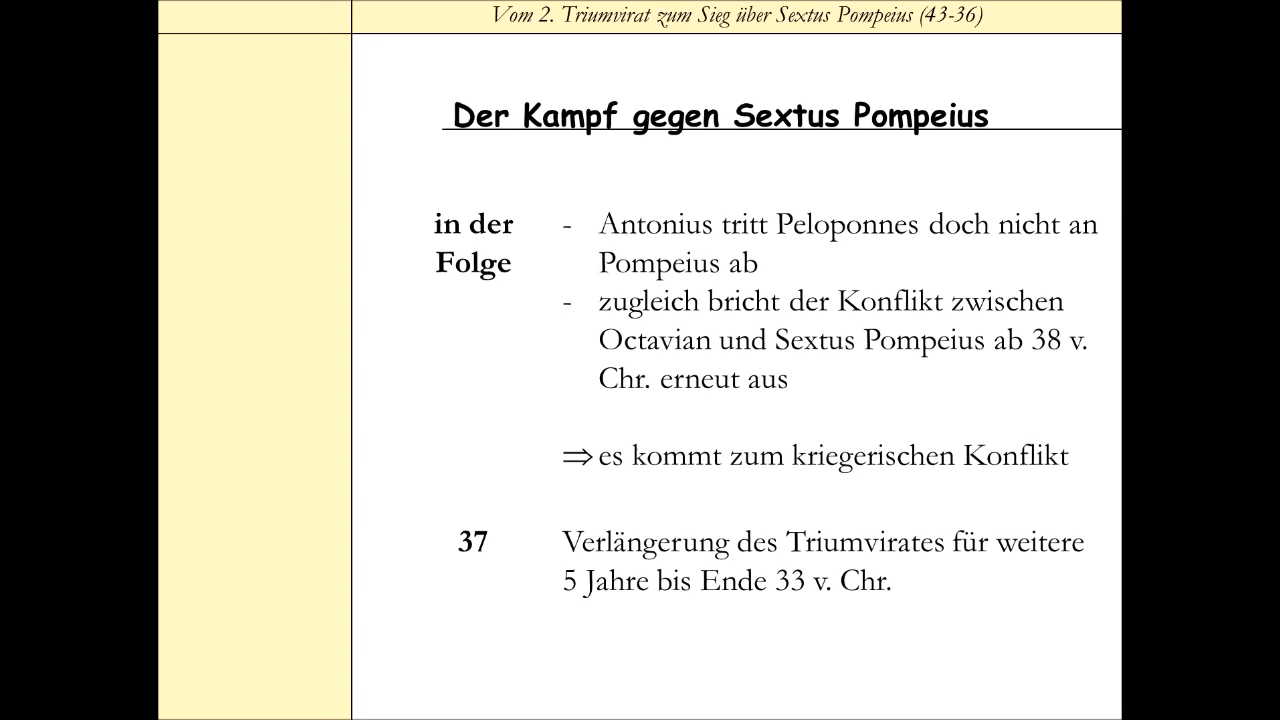 Vom 2. Triumvirat zum Sieg über Sextus Pompeius (43-36)
Der Kampf gegen Sextus Pompeius
in der
Folge
- Antonius tritt Peloponnes doch nicht an
Pompeius ab
- zugleich bricht der Konflikt zwischen
Octavian und Sextus Pompeius ab 38 v.
Chr. erneut aus
⇒ es kommt zum kriegerischen Konflikt
37
Verlängerung des Triumvirates für weitere
5 Jahre bis Ende 33 v. Chr.